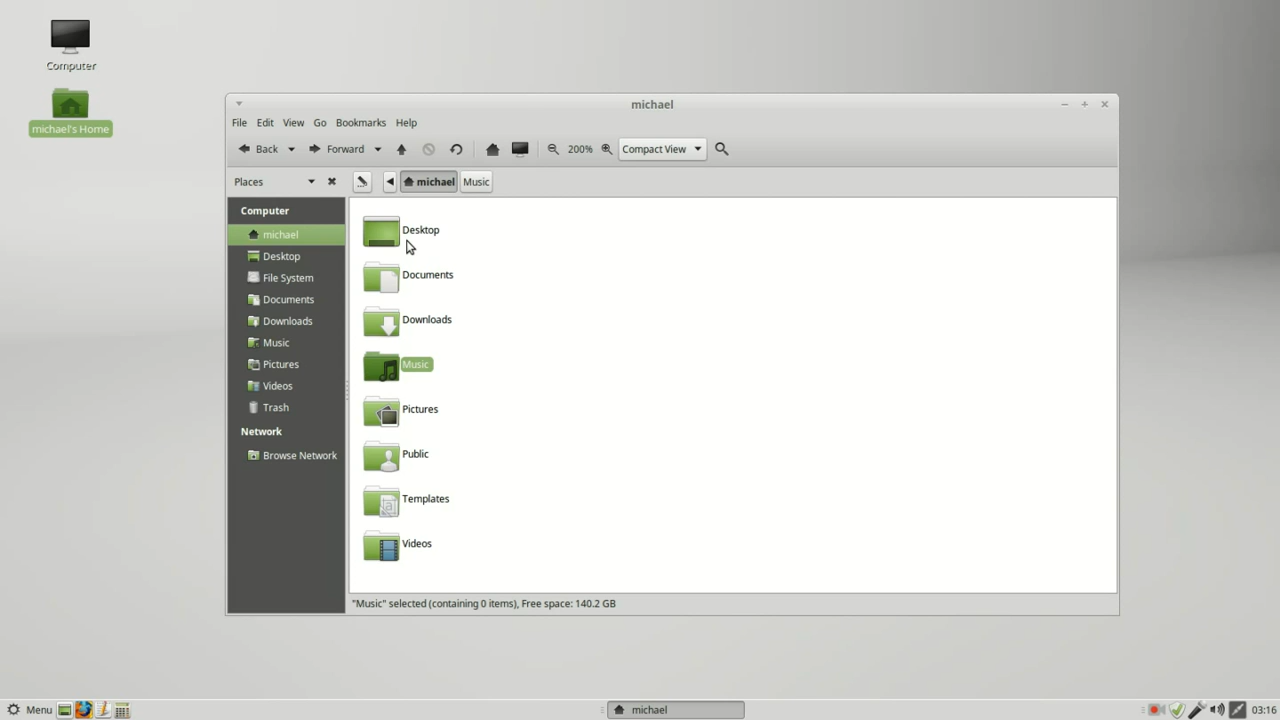 Computer
michael's Home
michael
File Edit View Go Bookmarks Help
Back Forward 200% Compact View
Places michael Music
Computer
michael
Desktop
File System
Documents
Downloads
Music
Pictures
Videos
Trash
Network
Browse Network
Desktop
Documents
Downloads
Music
Pictures
Public
Templates
Videos
"Music" selected (containing 0 items), Free space: 140.2 GB
Menu michael 03:16